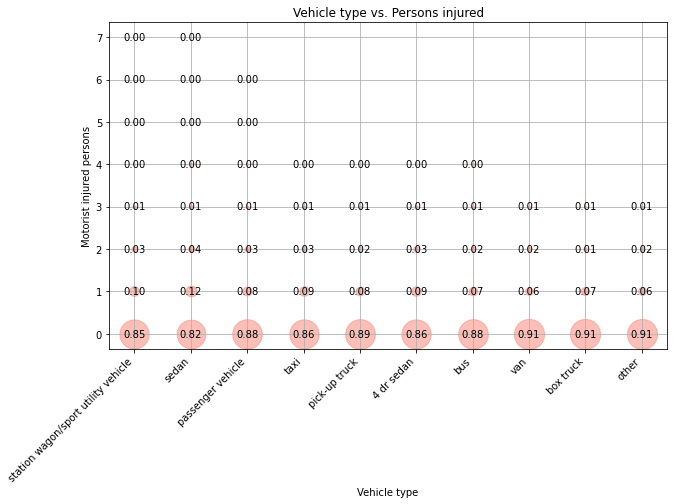 Vehicle type vs. Persons injured
Motorist injured persons
7 0.00 0.00
6 0.00 0.00 0.00
5 0.00 0.00 0.00
4 0.00 0.00 0.00 0.00 0.00 0.00 0.00
3 0.01 0.01 0.01 0.01 0.01 0.01 0.01 0.01 0.01 0.01
2 0.03 0.04 0.03 0.03 0.02 0.03 0.02 0.02 0.01 0.02
1 0.10 0.12 0.08 0.09 0.08 0.09 0.07 0.06 0.07 0.06
0 0.85 0.82 0.88 0.86 0.89 0.86 0.88 0.91 0.91 0.91
station wagon/sport utility vehicle
sedan
passenger vehicle
taxi
pick-up truck
4 dr sedan
bus
van
box truck
other
Vehicle type